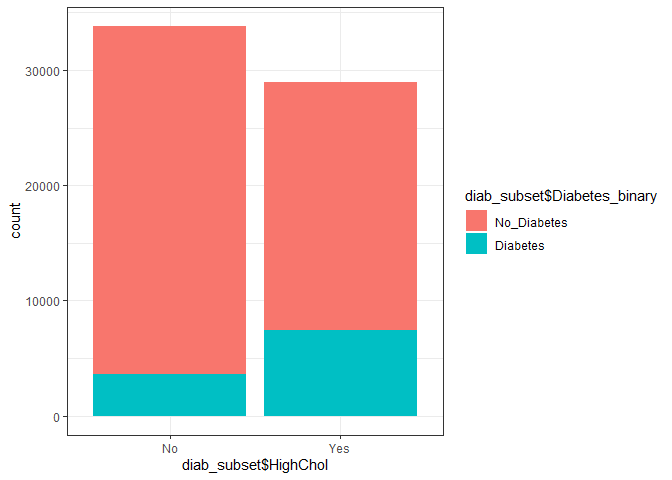 30000
20000
10000
0
count
No
Yes
diab_subset$HighChol
diab_subset$Diabetes_binary
No_Diabetes
Diabetes